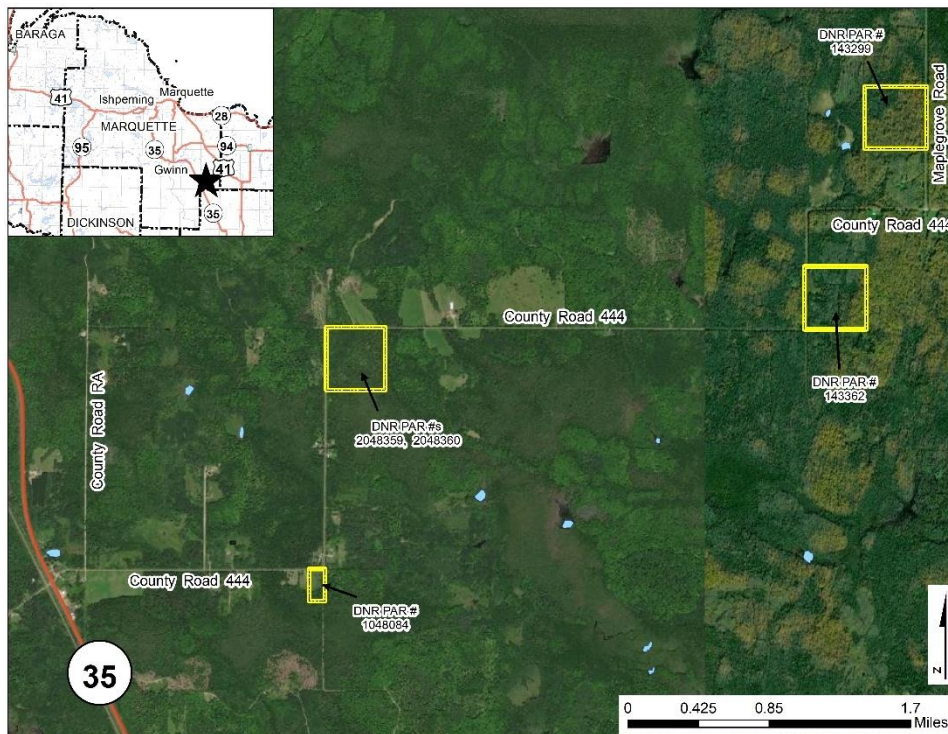 BARAGA
41
Ishpeming
Marquette
28
MARQUETTE
95
35
94
Gwinn
41
35
DICKINSON
DNR PAR #
143299
Maplegrove Road
County Road 444
County Road 444
DNR PAR #
143362
County Road RA
DNR PAR #s
2048359, 2048360
County Road 444
DNR PAR #
1048084
35
N
0 0.425 0.85 1.7
Miles